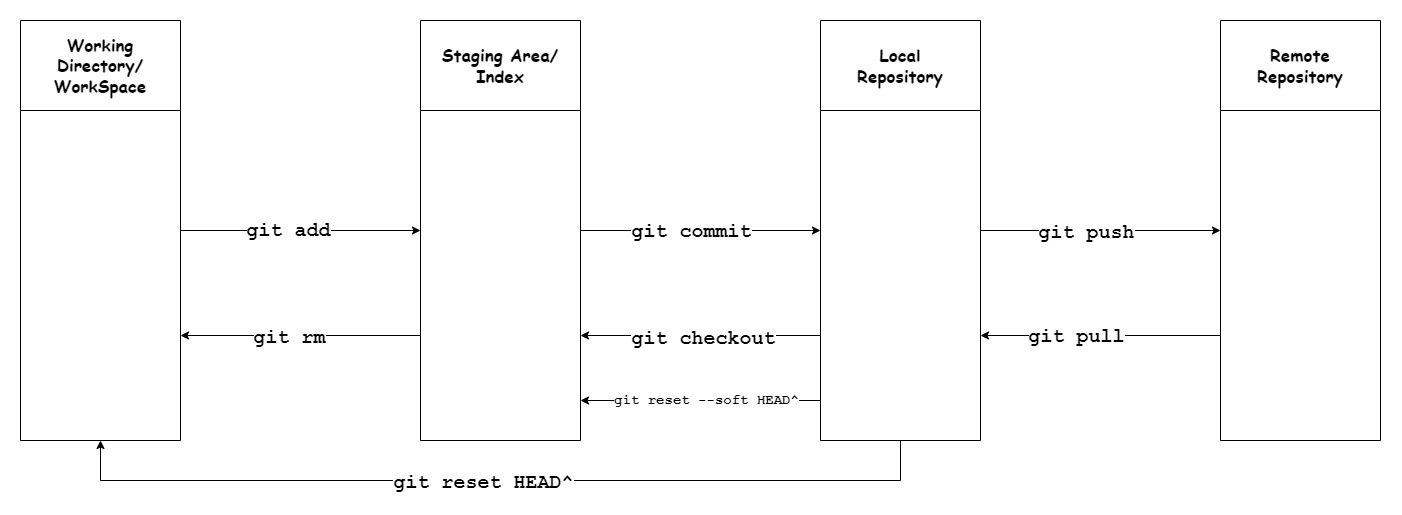 Working
Directory/
WorkSpace
Staging Area/
Index
Local
Repository
Remote
Repository
git add
git commit
git push
git rm
git checkout
git pull
git reset --soft HEAD^
git reset HEAD^